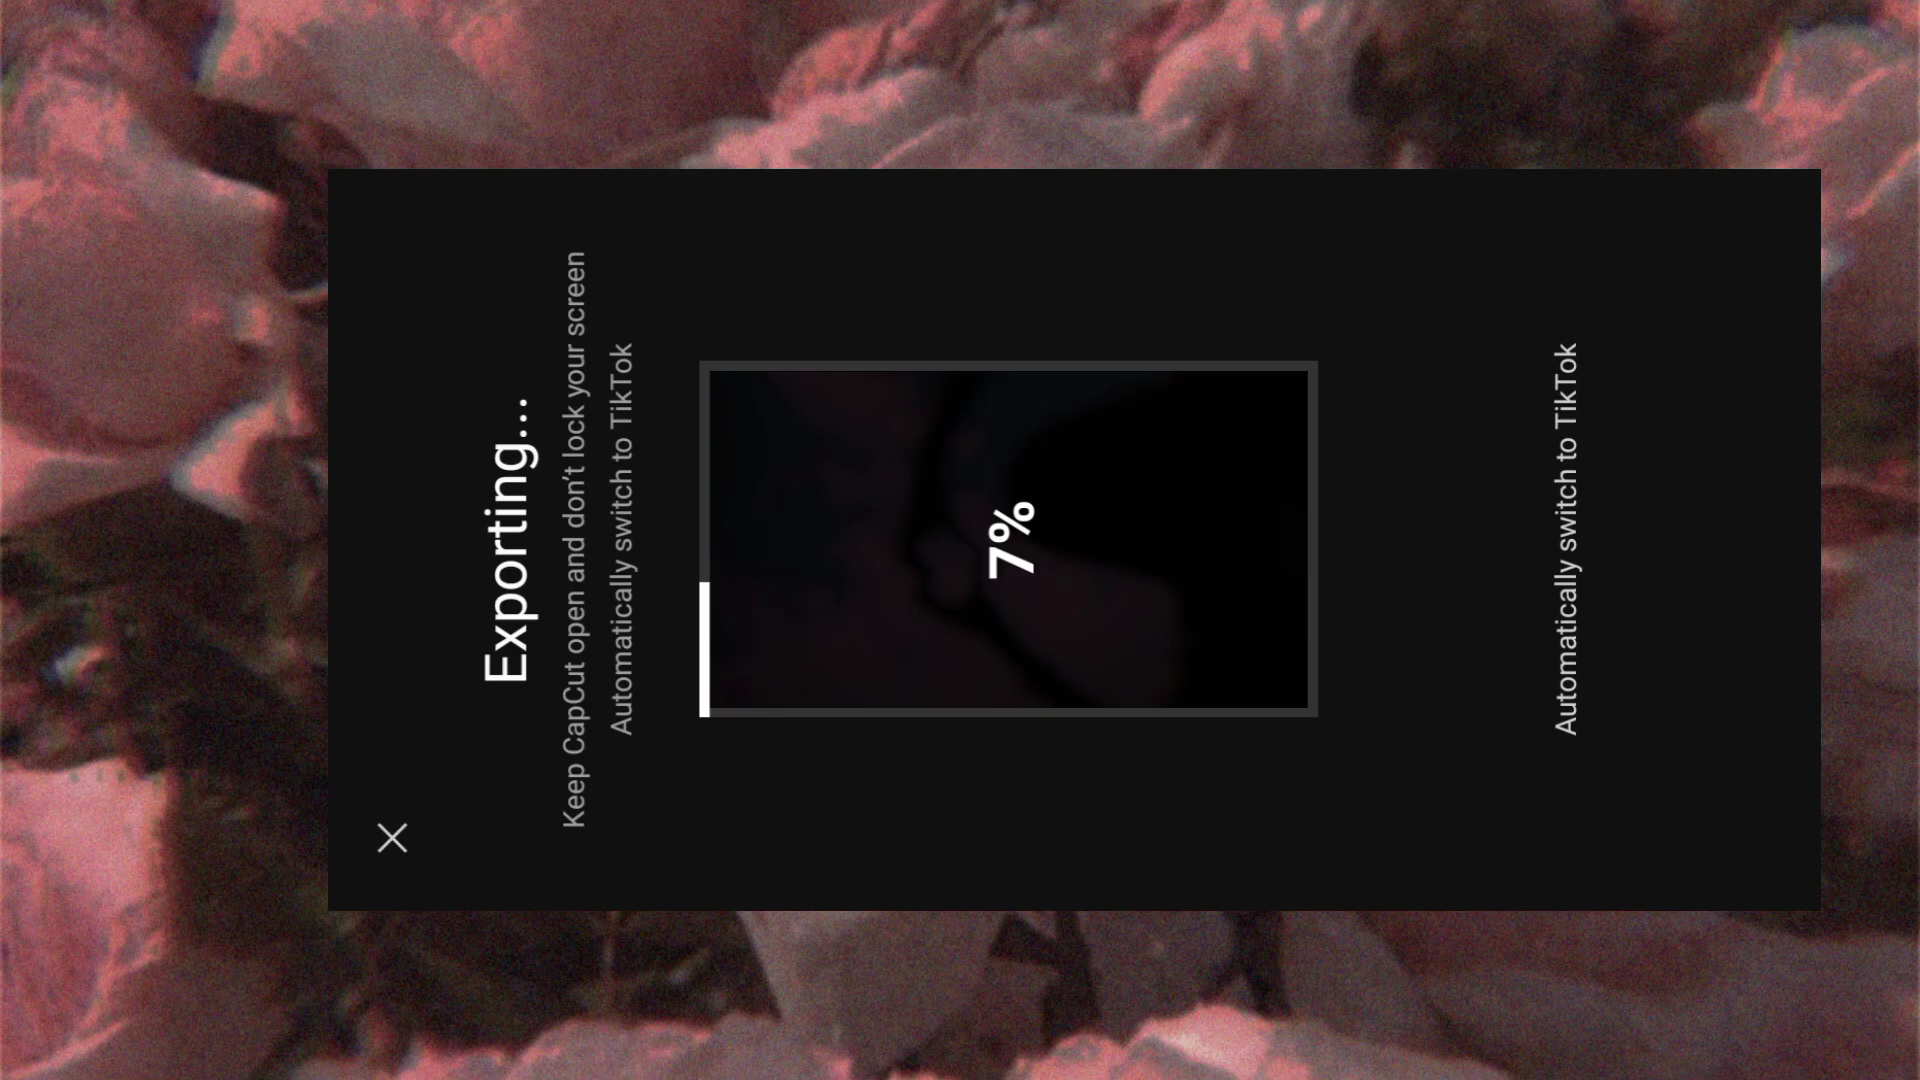 Exporting...
Keep CapCut open and don't lock your screen
Automatically switch to TikTok
7%
Automatically switch to TikTok